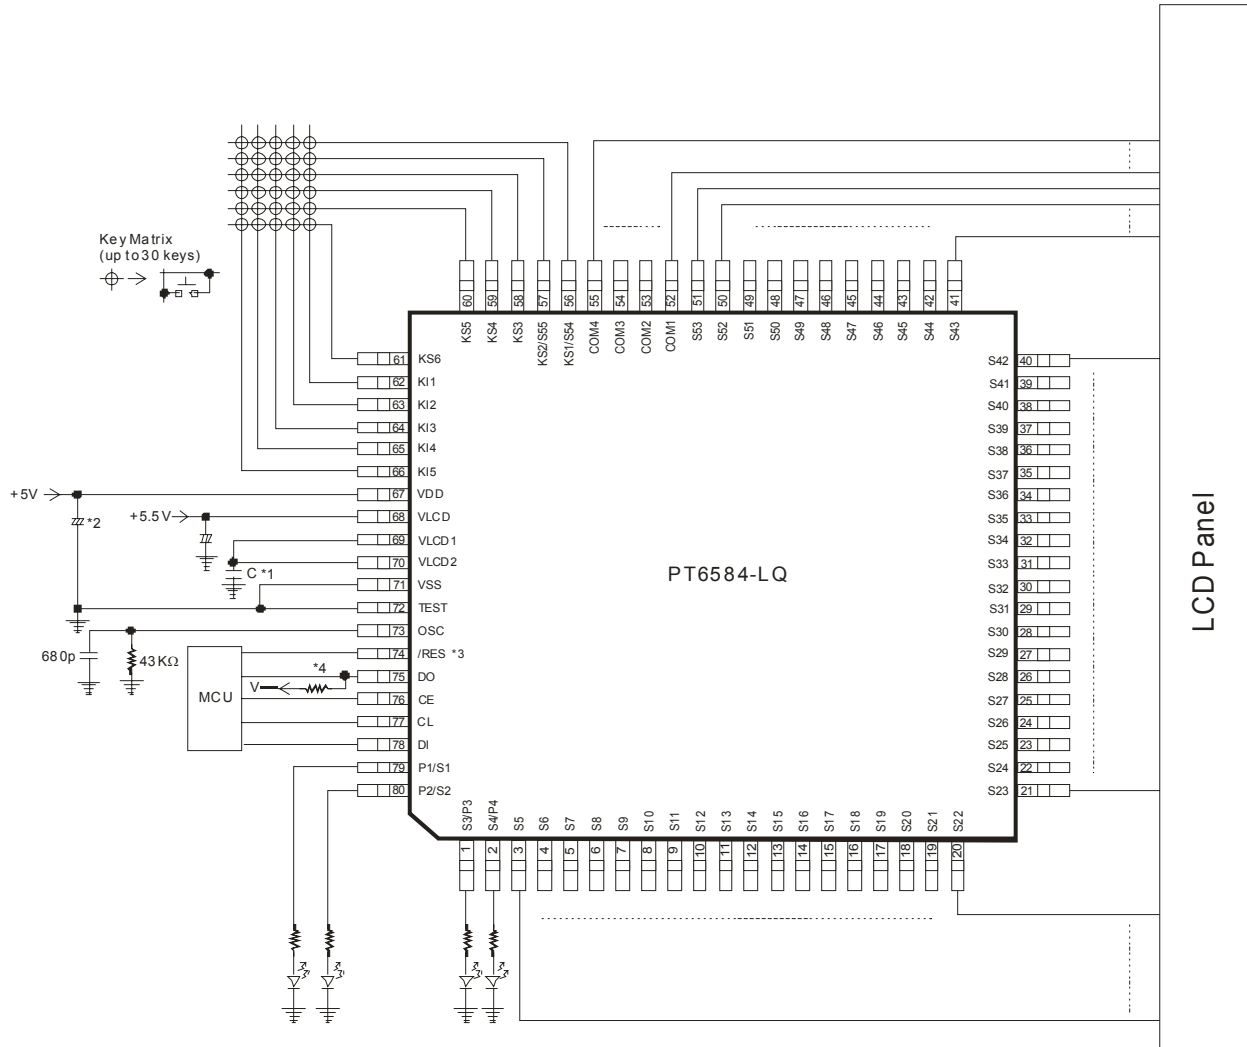 Key Matrix
(up to 30 keys)
60 59 58 57 56 55 54 53 52 51 50 49 48 47 46 45 44 43 42 41
KS5 KS4 KS3 KS2/S55 KS1/S54 COM4 COM3 COM2 COM1 S53 S52 S51 S50 S49 S48 S47 S46 S45 S44 S43
61 KS6
62 KI1
63 KI2
64 KI3
65 KI4
66 KI5
+5V
67 VDD
*2
+5.5V
68 VLCD
69 VLCD1
70 VLCD2
C *1
71 VSS
72 TEST
73 OSC
680p
43KΩ
74 /RES *3
*4
75 DO
V
MCU
76 CE
77 CL
78 DI
79 P1/S1
80 P2/S2
PT6584-LQ
S42 40
S41 39
S40 38
S39 37
S38 36
S37 35
S36 34
S35 33
S34 32
S33 31
S32 30
S31 29
S30 28
S29 27
S28 26
S27 25
S26 24
S25 23
S24 22
S23 21
S3/P3 S4/P4 S5 S6 S7 S8 S9 S10 S11 S12 S13 S14 S15 S16 S17 S18 S19 S20 S21 S22
1 2 3 4 5 6 7 8 9 10 11 12 13 14 15 16 17 18 19 20
LCD Panel